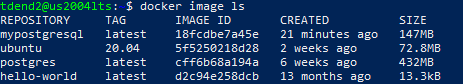 tdend2@us2004lts:~$ docker image ls
REPOSITORY TAG IMAGE ID CREATED SIZE
mypostgresql latest 18fcdbe7a45e 21 minutes ago 147MB
ubuntu 20.04 5f5250218d28 2 weeks ago 72.8MB
postgres latest cff6b68a194a 6 weeks ago 432MB
hello-world latest d2c94e258dcb 13 months ago 13.3kB